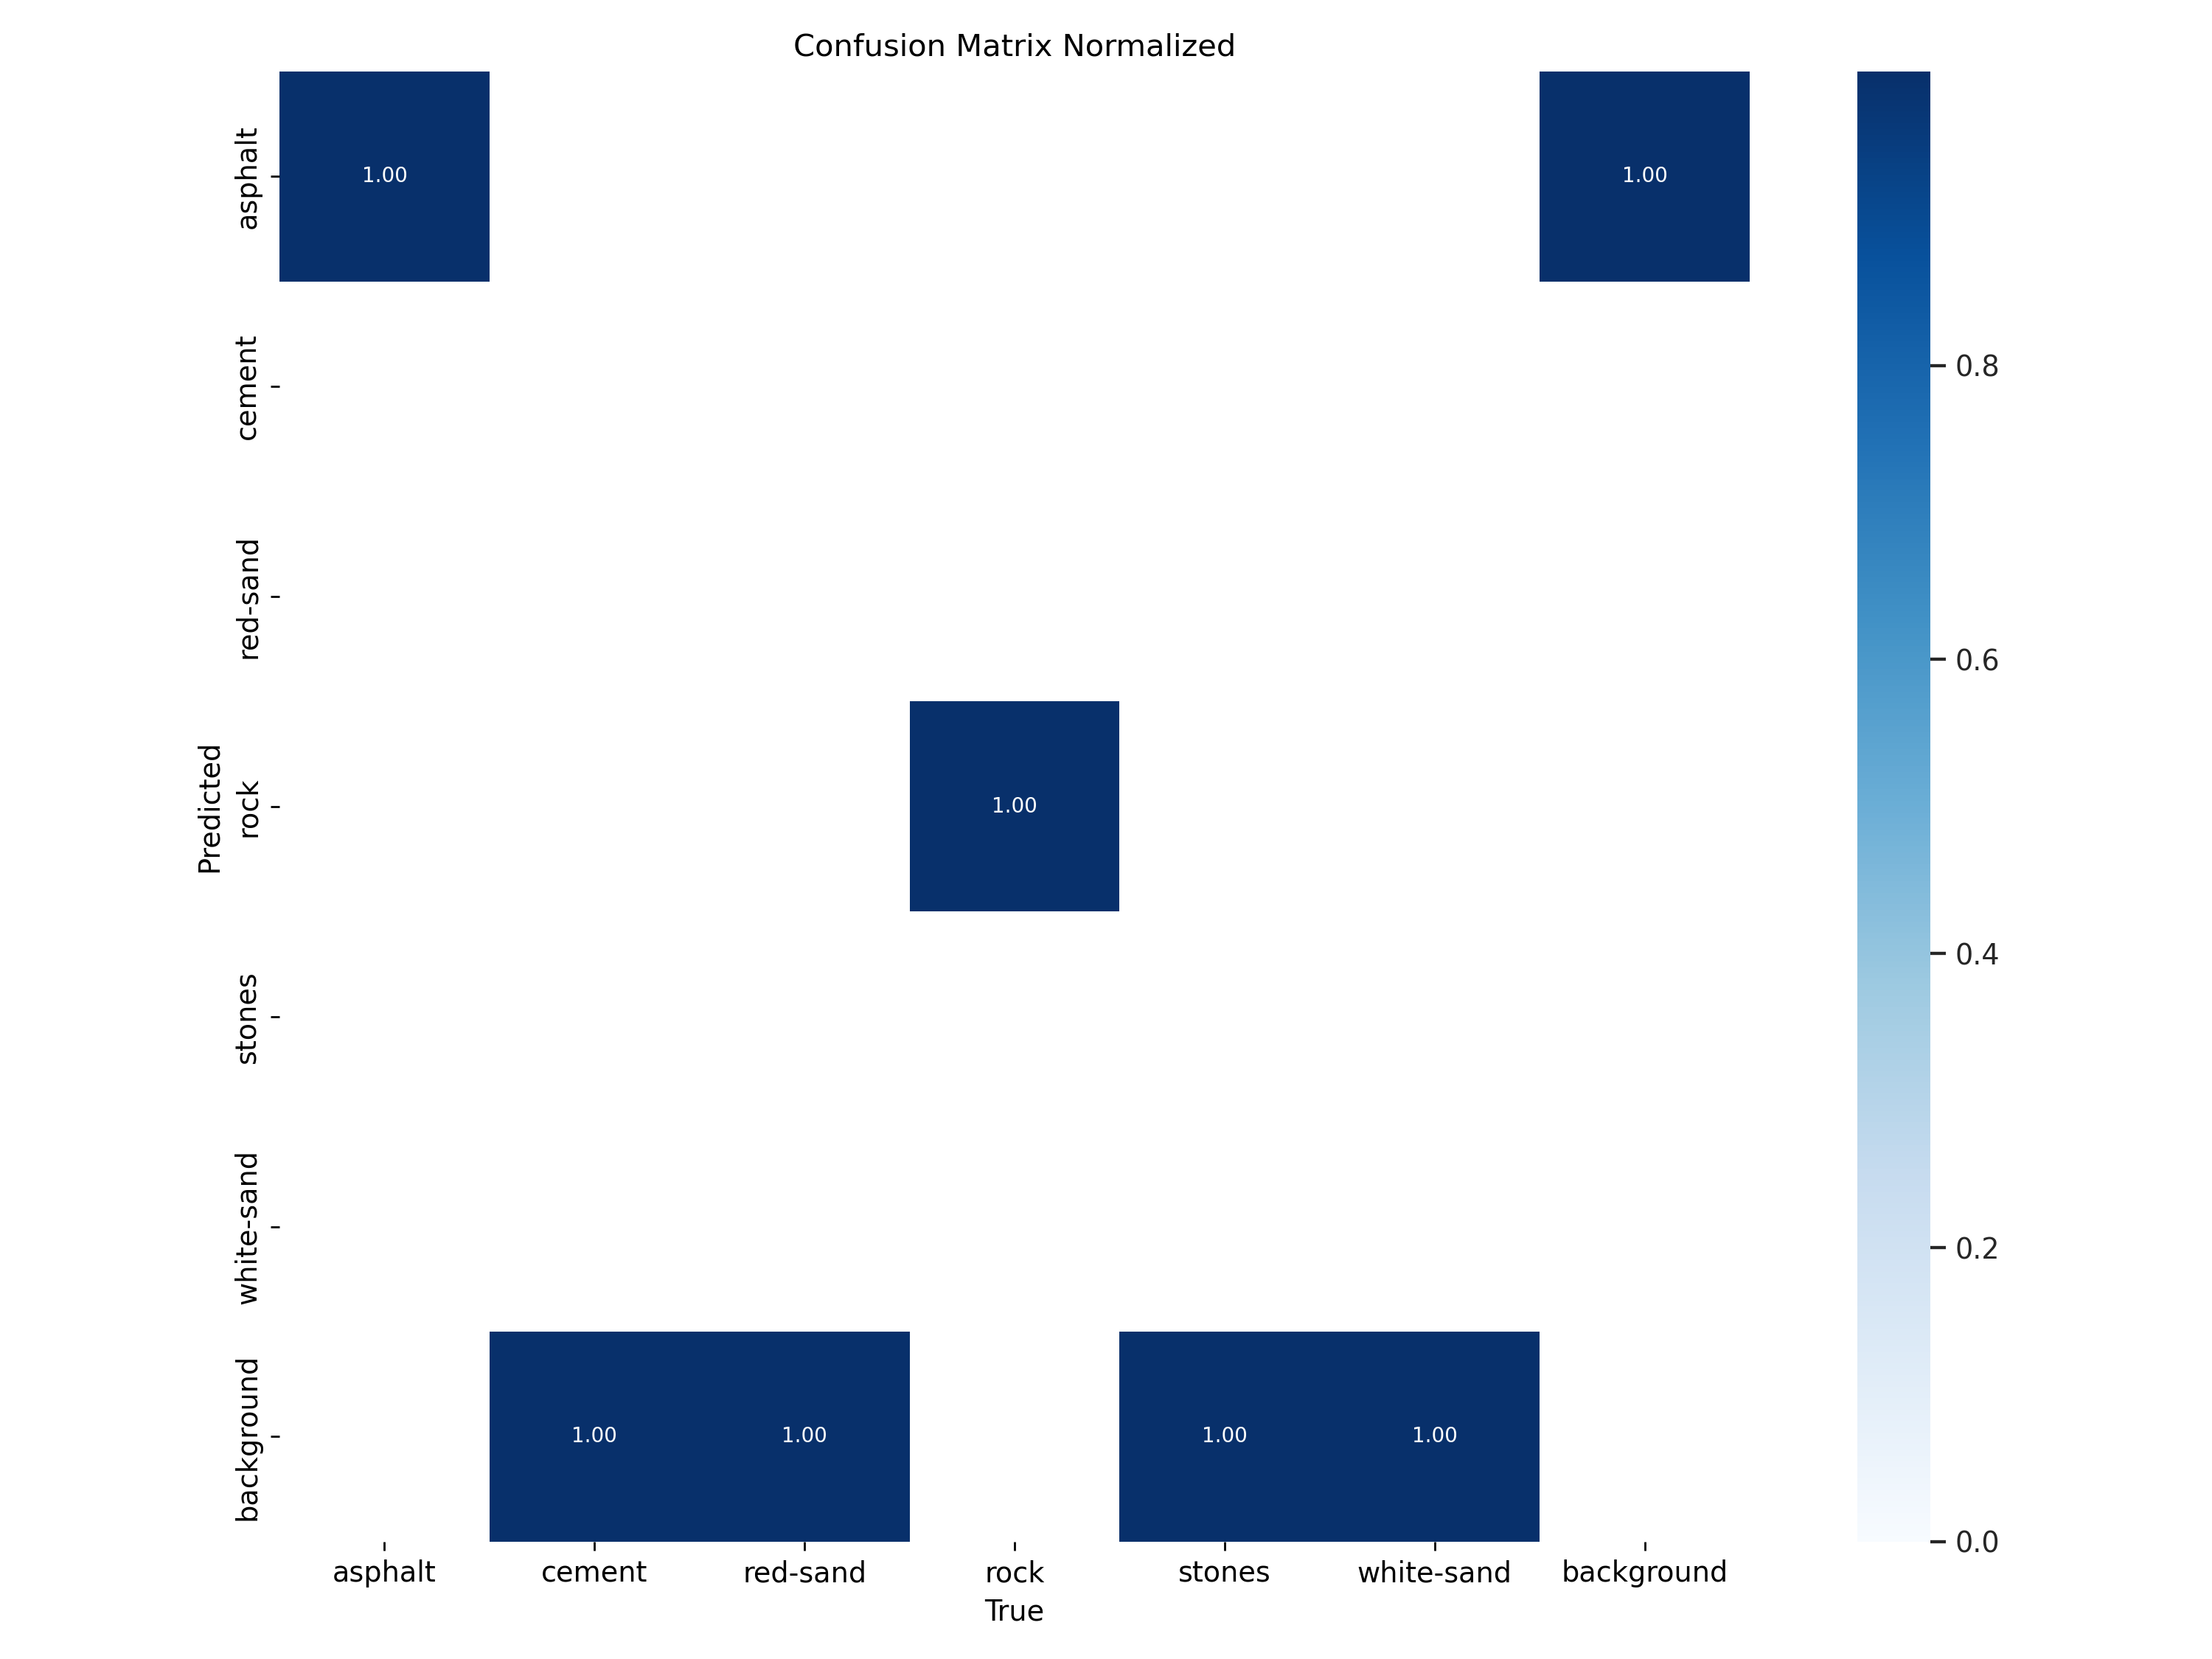 Confusion Matrix Normalized
asphalt
1.00
1.00
cement
0.8
red-sand
0.6
Predicted
rock
1.00
0.4
stones
white-sand
0.2
background
1.00
1.00
1.00
1.00
0.0
asphalt cement red-sand rock stones white-sand background
True